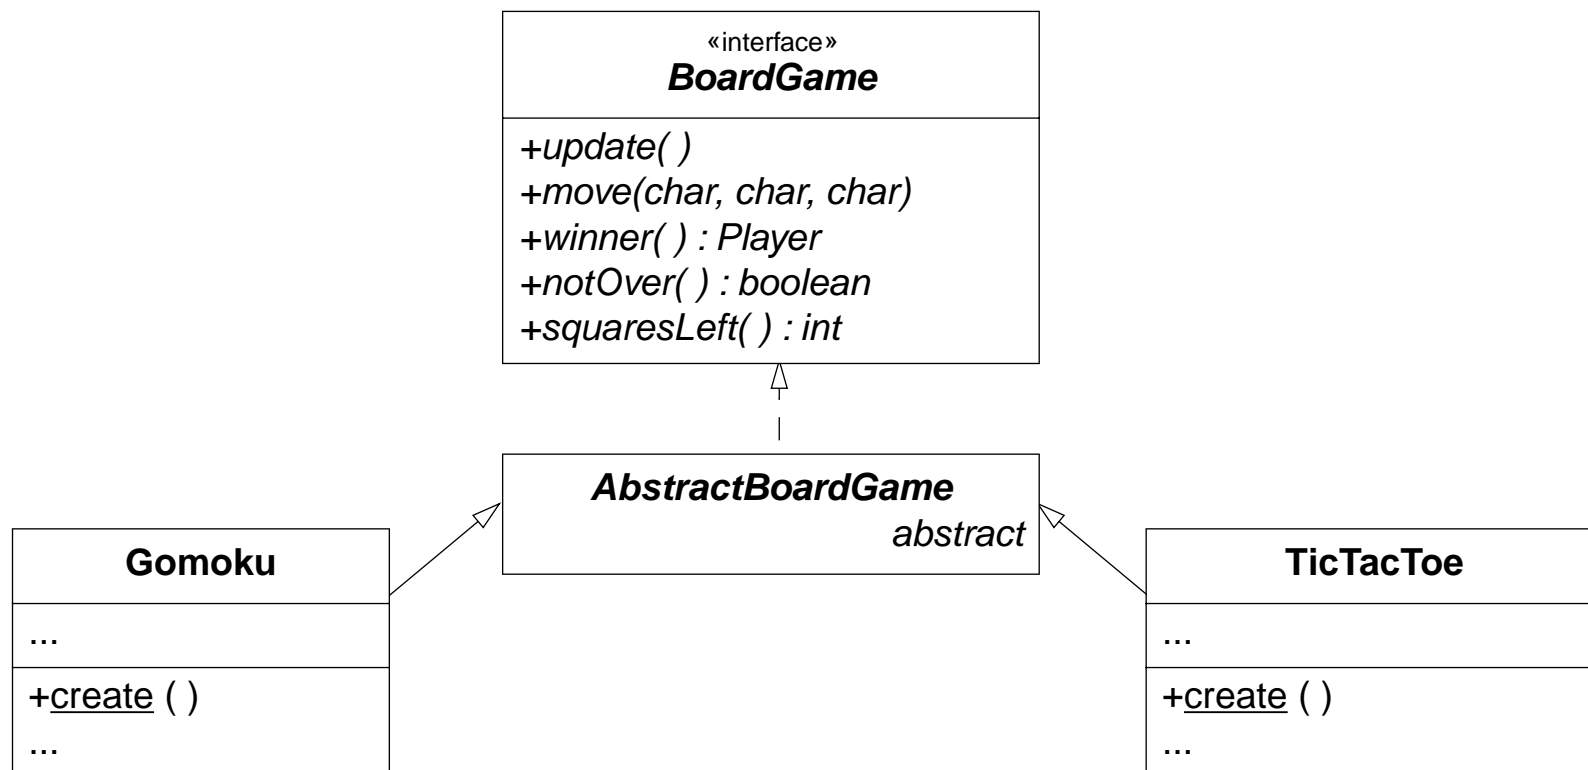 «interface»
BoardGame
+update( )
+move(char, char, char)
+winner( ) : Player
+notOver( ) : boolean
+squaresLeft( ) : int
AbstractBoardGame
abstract
Gomoku
...
+create ( )
...
TicTacToe
...
+create ( )
...